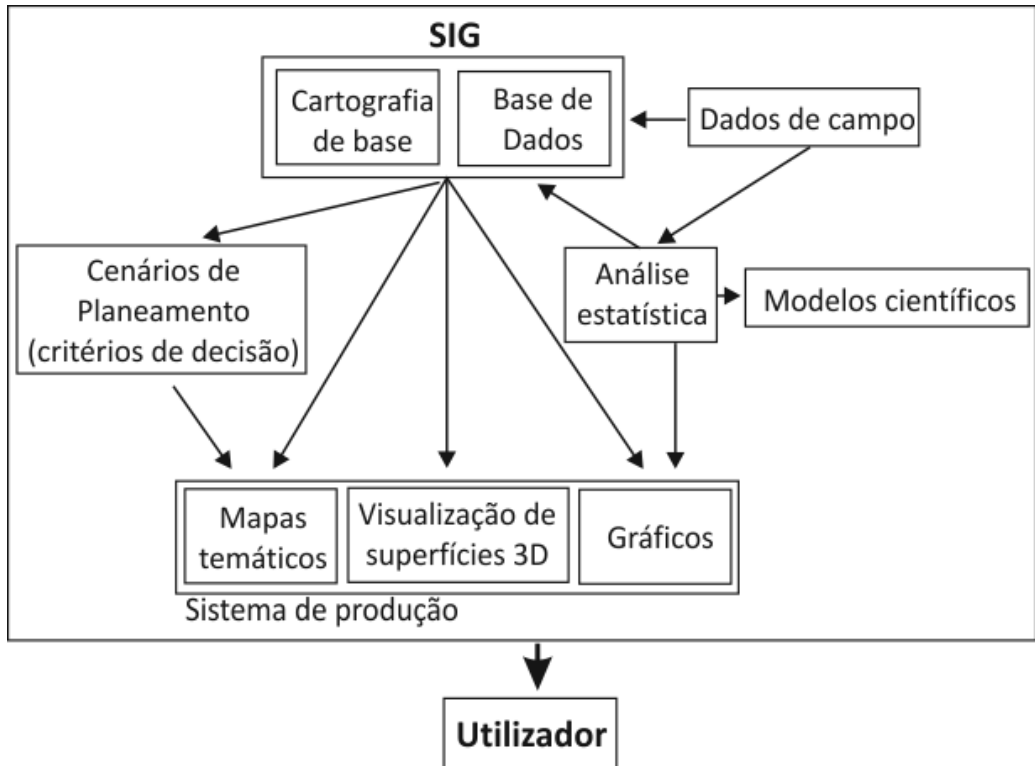 SIG
Cartografia
de base
Base de
Dados
Dados de campo
Cenários de
Planeamento
(critérios de decisão)
Análise
estatística
Modelos científicos
Mapas
temáticos
Visualização de
superfícies 3D
Gráficos
Sistema de produção
Utilizador